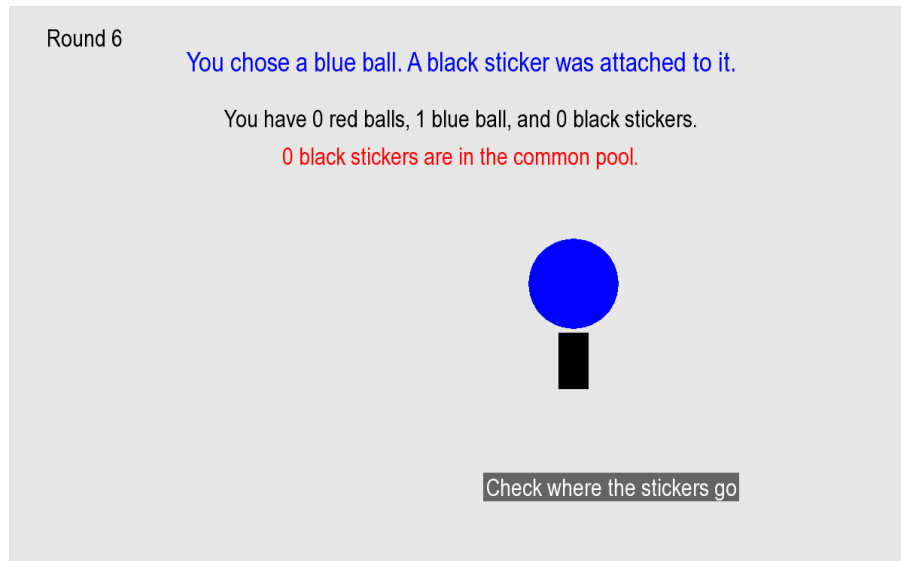 Round 6
You chose a blue ball. A black sticker was attached to it.
You have 0 red balls, 1 blue ball, and 0 black stickers.
0 black stickers are in the common pool.
Check where the stickers go